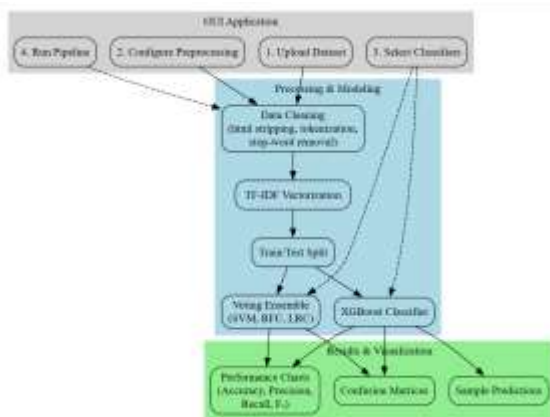 GUI Application
4. Run Pipeline
2. Configure Preprocessing
1. Upload Dataset
3. Select Classifiers
Processing & Modeling
Data Cleaning
(html stripping, tokenization,
stop-word removal)
TF-IDF Vectorization
Train/Test Split
Voting Ensemble
(SVM, RFC, LRC)
XGBoost Classifier
Results & Visualization
Performance Charts
(Accuracy, Precision,
Recall, F₁)
Confusion Matrices
Sample Predictions